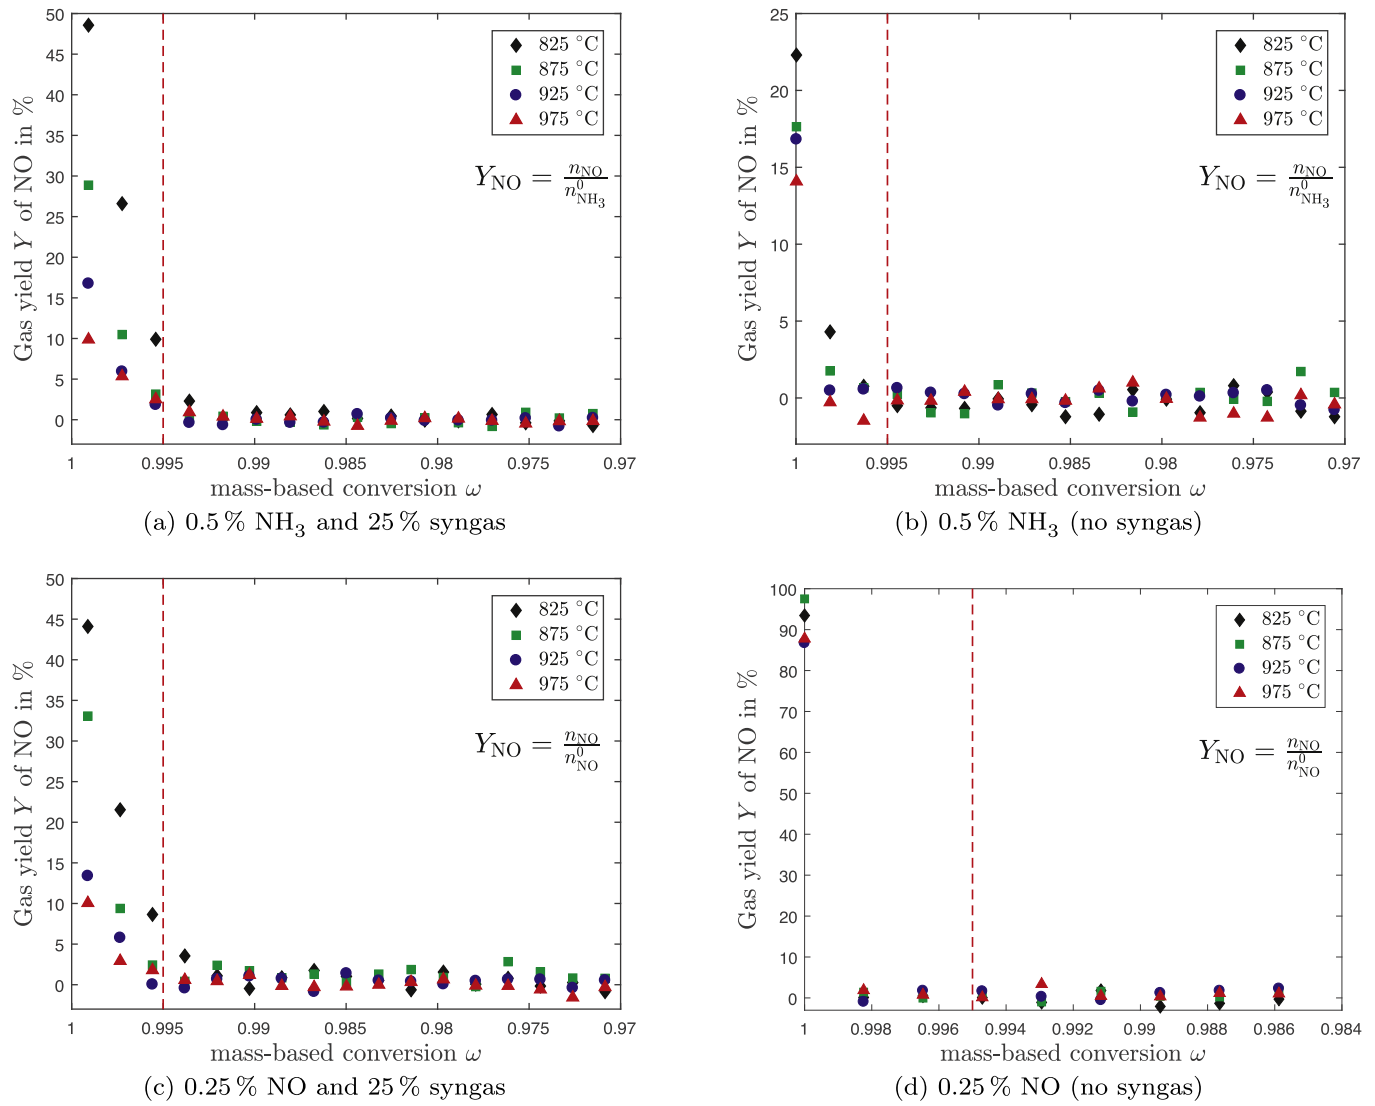 Gas yield Y of NO in %
50
45
40
35
30
25
20
15
10
5
0
825 °C
875 °C
925 °C
975 °C
Y_NO = n_NO / n^0_NH3
1 0.995 0.99 0.985 0.98 0.975 0.97
mass-based conversion ω
(a) 0.5 % NH3 and 25 % syngas
Gas yield Y of NO in %
25
20
15
10
5
0
825 °C
875 °C
925 °C
975 °C
Y_NO = n_NO / n^0_NH3
1 0.995 0.99 0.985 0.98 0.975 0.97
mass-based conversion ω
(b) 0.5 % NH3 (no syngas)
Gas yield Y of NO in %
50
45
40
35
30
25
20
15
10
5
0
825 °C
875 °C
925 °C
975 °C
Y_NO = n_NO / n^0_NO
1 0.995 0.99 0.985 0.98 0.975 0.97
mass-based conversion ω
(c) 0.25 % NO and 25 % syngas
Gas yield Y of NO in %
100
90
80
70
60
50
40
30
20
10
0
825 °C
875 °C
925 °C
975 °C
Y_NO = n_NO / n^0_NO
1 0.998 0.996 0.994 0.992 0.99 0.988 0.986 0.984
mass-based conversion ω
(d) 0.25 % NO (no syngas)